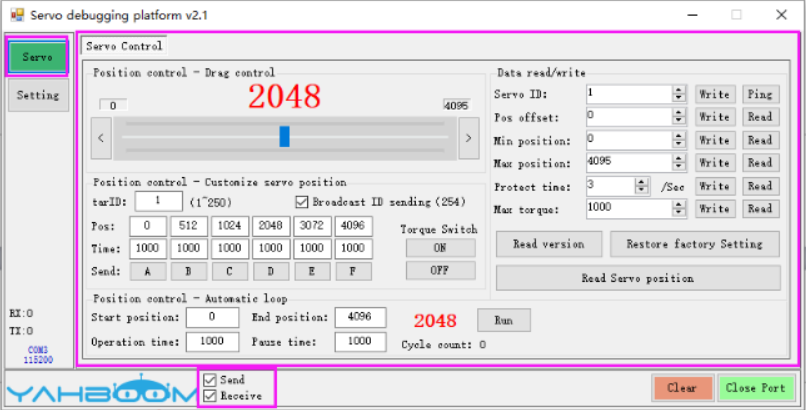 Servo debugging platform v2.1
Servo
Setting
Servo Control
Position control - Drag control
0 2048 4095
< >
Position control - Customize servo position
tarID: 1 (1~250) Broadcast ID sending (254)
Pos: 0 512 1024 2048 3072 4096 Torque Switch
Time: 1000 1000 1000 1000 1000 1000 ON
Send: A B C D E F OFF
Position control - Automatic loop
Start position: 0 End position: 4096 2048 Run
Operation time: 1000 Pause time: 1000 Cycle count: 0
Data read/write
Servo ID: 1 Write Ping
Pos offset: 0 Write Read
Min position: 0 Write Read
Max position: 4095 Write Read
Protect time: 3 /Sec Write Read
Max torque: 1000 Write Read
Read version Restore factory Setting
Read Servo position
RX:0
TX:0
COM3
115200
YAHBOOM
Send
Receive
Clear Close Port